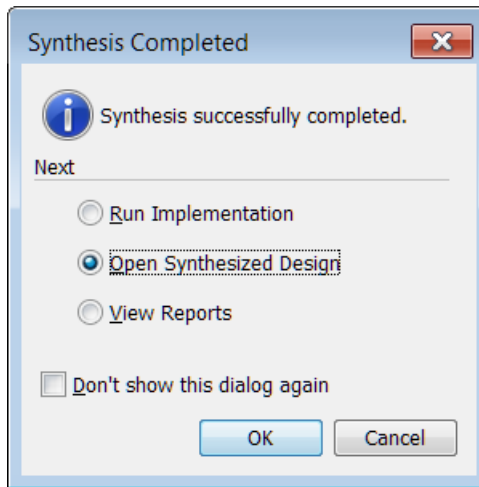 Synthesis Completed
Synthesis successfully completed.
Next
Run Implementation
Open Synthesized Design
View Reports
Don't show this dialog again
OK
Cancel